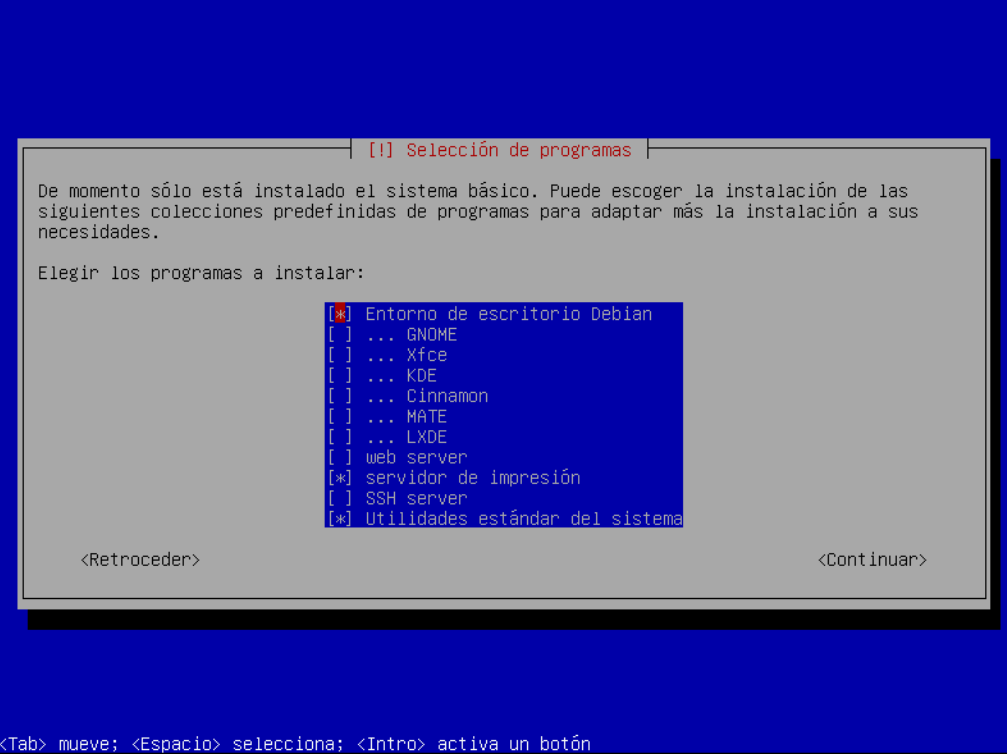 [!] Selección de programas
De momento sólo está instalado el sistema básico. Puede escoger la instalación de las
siguientes colecciones predefinidas de programas para adaptar más la instalación a sus
necesidades.
Elegir los programas a instalar:
[*] Entorno de escritorio Debian
[ ] ... GNOME
[ ] ... Xfce
[ ] ... KDE
[ ] ... Cinnamon
[ ] ... MATE
[ ] ... LXDE
[ ] web server
[*] servidor de impresión
[ ] SSH server
[*] Utilidades estándar del sistema
<Retroceder> <Continuar>
<Tab> mueve; <Espacio> selecciona; <Intro> activa un botón